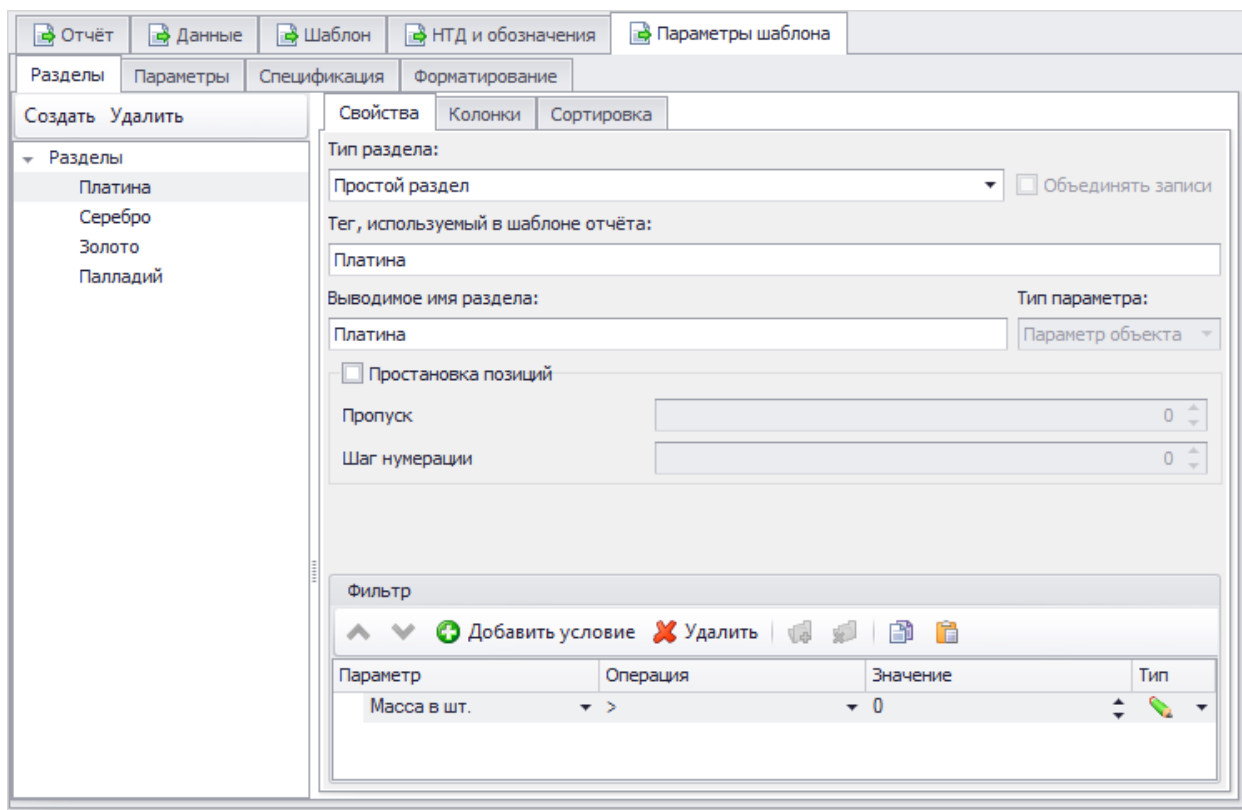 Отчёт Данные Шаблон НТД и обозначения Параметры шаблона
Разделы Параметры Спецификация Форматирование
Создать Удалить
Разделы
Платина
Серебро
Золото
Палладий
Свойства Колонки Сортировка
Тип раздела:
Простой раздел Объединять записи
Тег, используемый в шаблоне отчёта:
Платина
Выводимое имя раздела: Тип параметра:
Платина Параметр объекта
Простановка позиций
Пропуск 0
Шаг нумерации 0
Фильтр
Добавить условие Удалить
Параметр Операция Значение Тип
Масса в шт. > 0